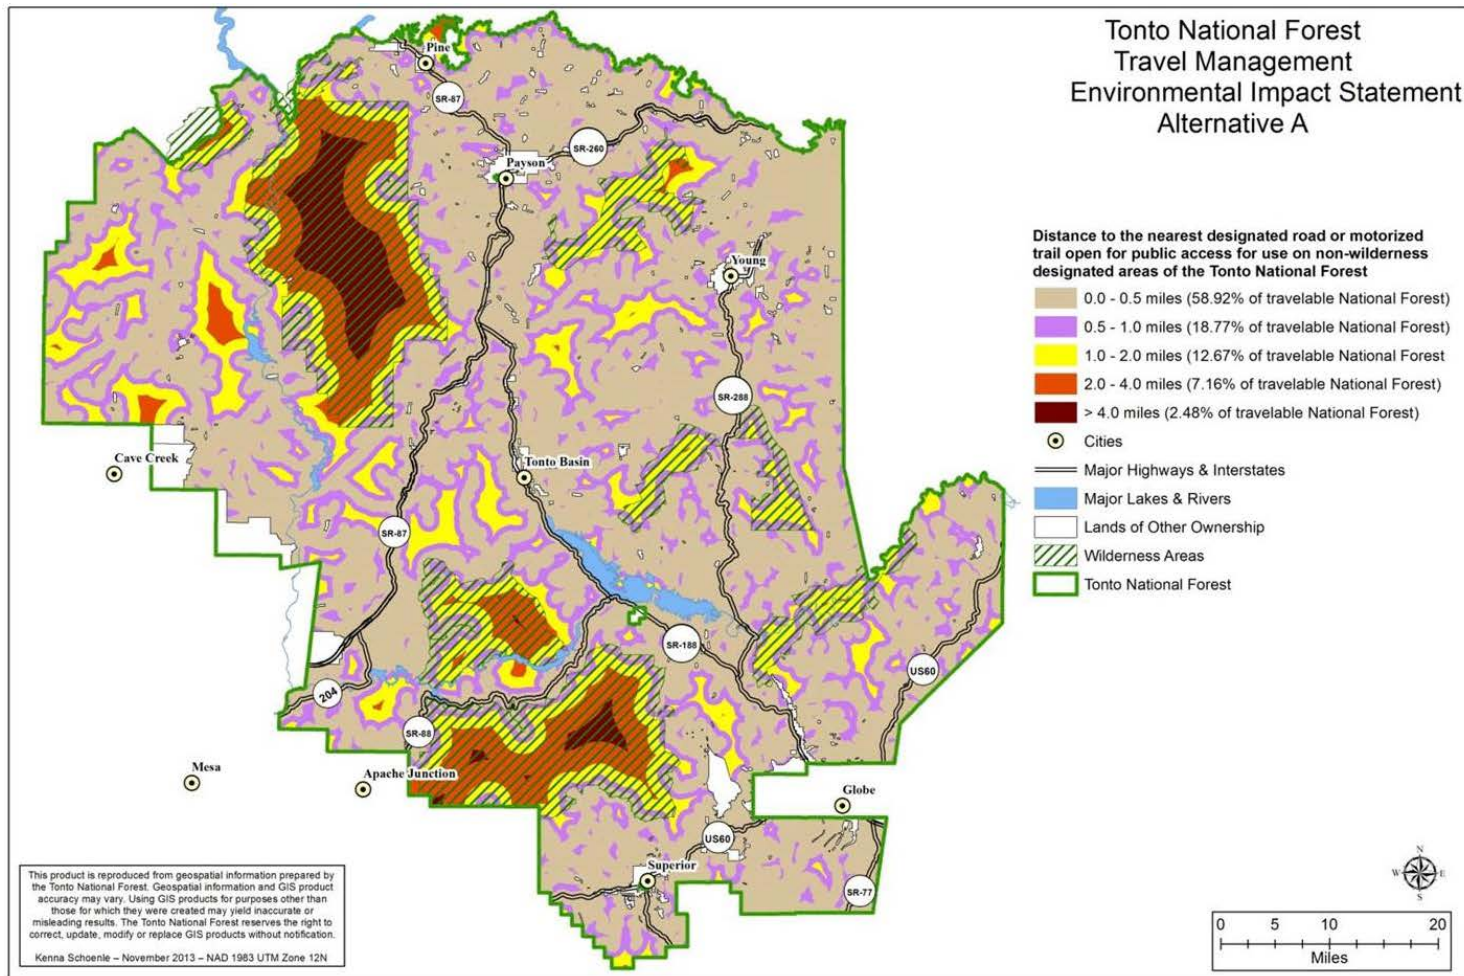 Tonto National Forest
Travel Management
Environmental Impact Statement
Alternative A
Distance to the nearest designated road or motorized
trail open for public access for use on non-wilderness
designated areas of the Tonto National Forest
0.0 - 0.5 miles (58.92% of travelable National Forest)
0.5 - 1.0 miles (18.77% of travelable National Forest)
1.0 - 2.0 miles (12.67% of travelable National Forest
2.0 - 4.0 miles (7.16% of travelable National Forest)
> 4.0 miles (2.48% of travelable National Forest)
Cities
Major Highways & Interstates
Major Lakes & Rivers
Lands of Other Ownership
Wilderness Areas
Tonto National Forest
Pine
SR-87
SR-260
Payson
Young
SR-288
Cave Creek
Tonto Basin
SR-87
SR-188
US60
204
SR-88
Mesa
Apache Junction
Globe
US60
Superior
SR-77
This product is reproduced from geospatial information prepared by
the Tonto National Forest. Geospatial information and GIS product
accuracy may vary. Using GIS products for purposes other than
those for which they were created may yield inaccurate or
misleading results. The Tonto National Forest reserves the right to
correct, update, modify or replace GIS products without notification.
Kenna Schoenle – November 2013 – NAD 1983 UTM Zone 12N
N
W E
S
0 5 10 20
Miles